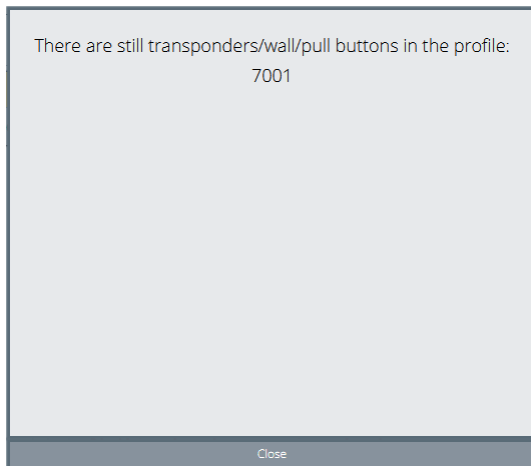 There are still transponders/wall/pull buttons in the profile:
7001
Close